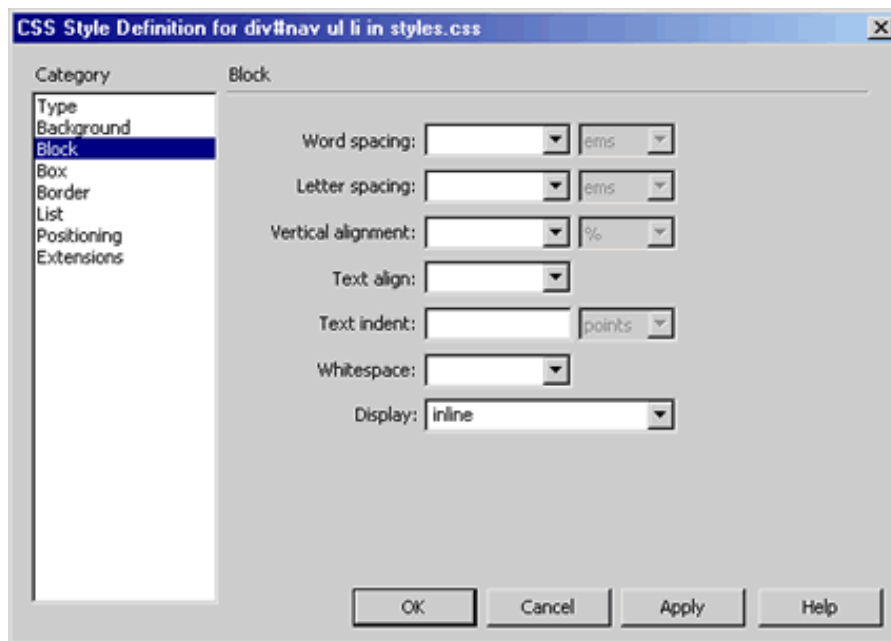 CSS Style Definition for div#nav ul li in styles.css
Category
Type
Background
Block
Box
Border
List
Positioning
Extensions
Block
Word spacing: ems
Letter spacing: ems
Vertical alignment: %
Text align:
Text indent: points
Whitespace:
Display: inline
OK Cancel Apply Help